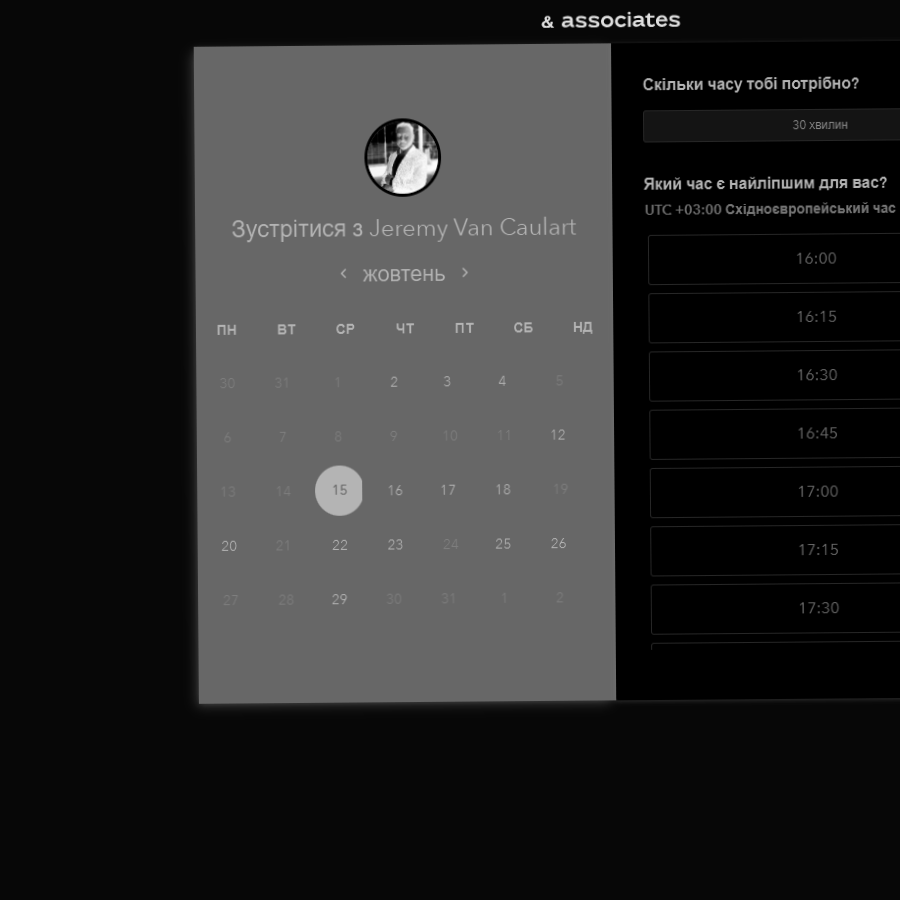 & associates
Зустрітися з Jeremy Van Caulart
‹ жовтень ›
ПН ВТ СР ЧТ ПТ СБ НД
30 31 1 2 3 4 5
6 7 8 9 10 11 12
13 14 15 16 17 18 19
20 21 22 23 24 25 26
27 28 29 30 31 1 2
Скільки часу тобі потрібно?
30 хвилин
Який час є найліпшим для вас?
UTC +03:00 Східноєвропейський час
16:00
16:15
16:30
16:45
17:00
17:15
17:30